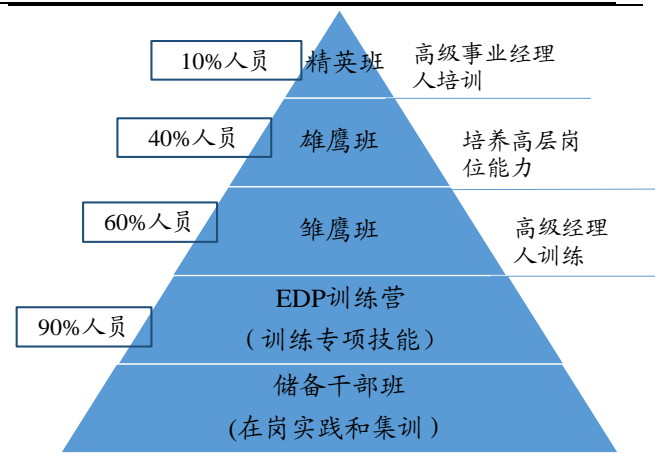 10%人员
精英班
高级事业经理
人培训
40%人员
雄鹰班
培养高层岗
位能力
60%人员
雏鹰班
高级经理
人训练
90%人员
EDP训练营
（训练专项技能）
储备干部班
(在岗实践和集训）